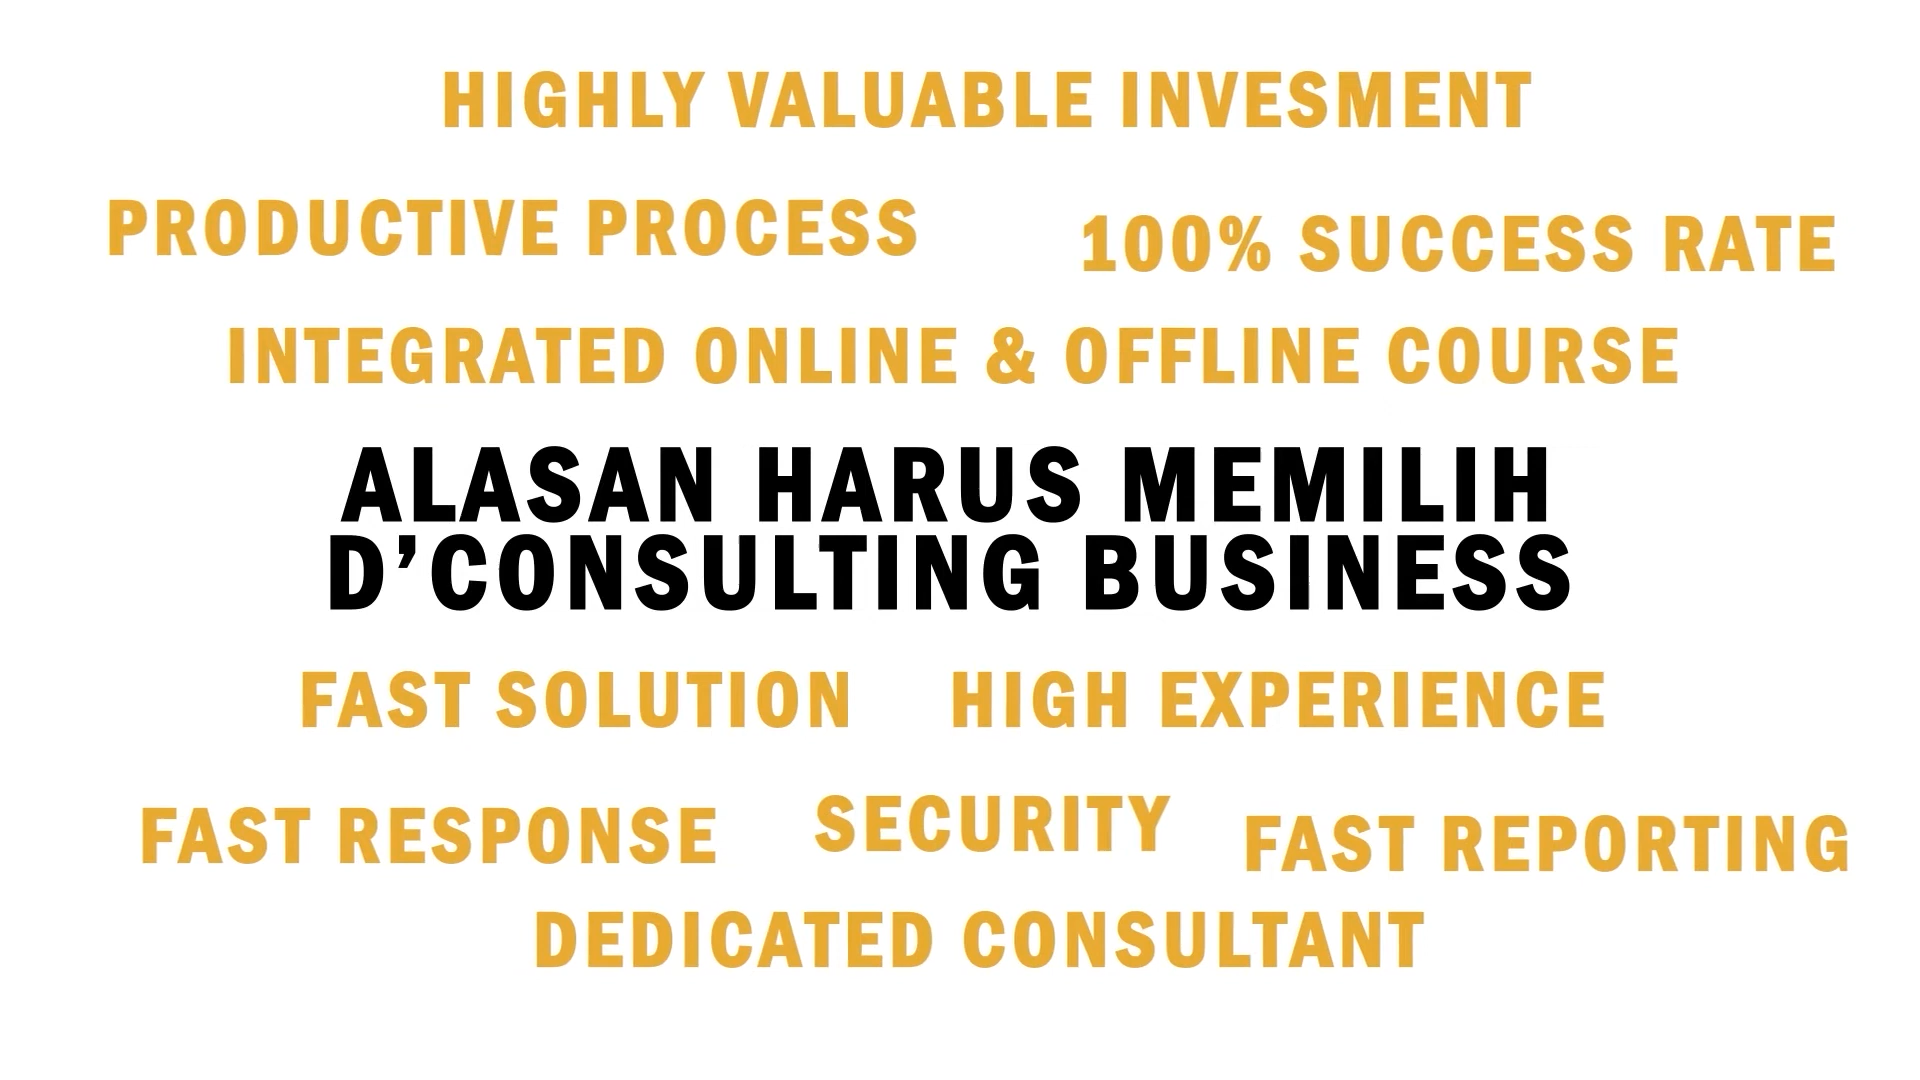 HIGHLY VALUABLE INVESMENT
PRODUCTIVE PROCESS
100% SUCCESS RATE
INTEGRATED ONLINE & OFFLINE COURSE
ALASAN HARUS MEMILIH
D’CONSULTING BUSINESS
FAST SOLUTION
HIGH EXPERIENCE
FAST RESPONSE
SECURITY
FAST REPORTING
DEDICATED CONSULTANT